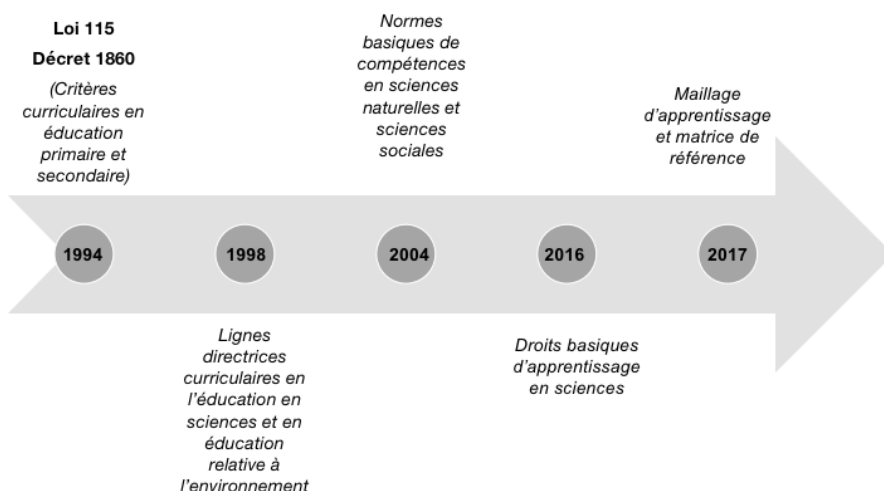 Loi 115
Décret 1860
(Critères
curriculaires en
éducation
primaire et
secondaire)
Normes
basiques de
compétences
en sciences
naturelles et
sciences
sociales
Maillage
d'apprentissage
et matrice de
référence
1994
1998
2004
2016
2017
Lignes
directrices
curriculaires en
l'éducation en
sciences et en
éducation
relative à
l'environnement
Droits basiques
d'apprentissage
en sciences